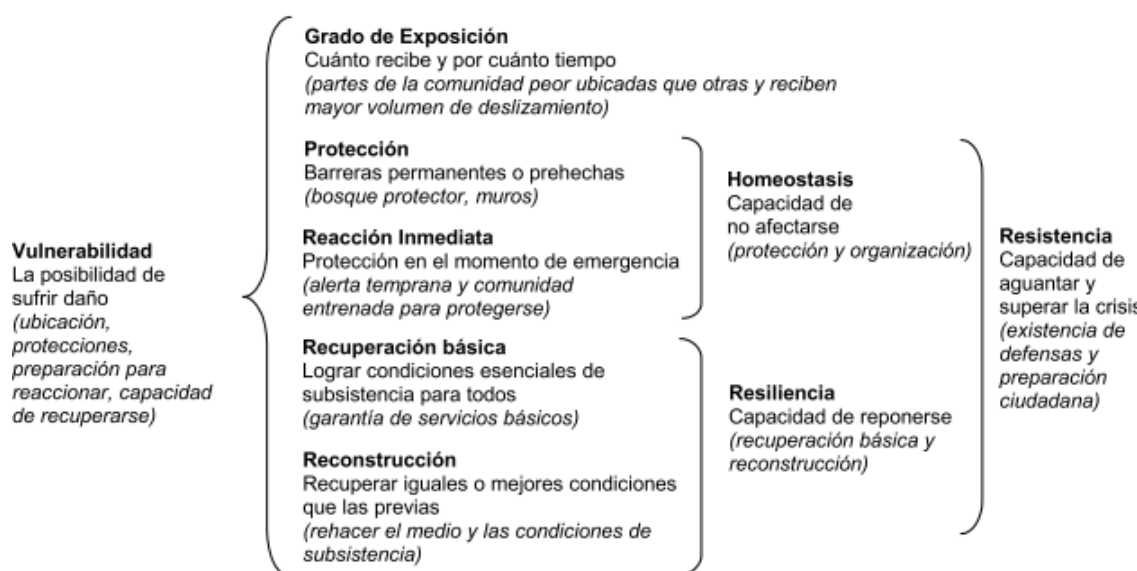 Grado de Exposición
Cuánto recibe y por cuánto tiempo
(partes de la comunidad peor ubicadas que otras y reciben
mayor volumen de deslizamiento)
Protección
Barreras permanentes o prehechas
(bosque protector, muros)
Reacción Inmediata
Protección en el momento de emergencia
(alerta temprana y comunidad
entrenada para protegerse)
Recuperación básica
Lograr condiciones esenciales de
subsistencia para todos
(garantía de servicios básicos)
Reconstrucción
Recuperar iguales o mejores condiciones
que las previas
(rehacer el medio y las condiciones de
subsistencia)
Vulnerabilidad
La posibilidad de
sufrir daño
(ubicación,
protecciones,
preparación para
reaccionar, capacidad
de recuperarse)
Homeostasis
Capacidad de
no afectarse
(protección y organización)
Resiliencia
Capacidad de reponerse
(recuperación básica y
reconstrucción)
Resistencia
Capacidad de
aguantar y
superar la crisis
(existencia de
defensas y
preparación
ciudadana)